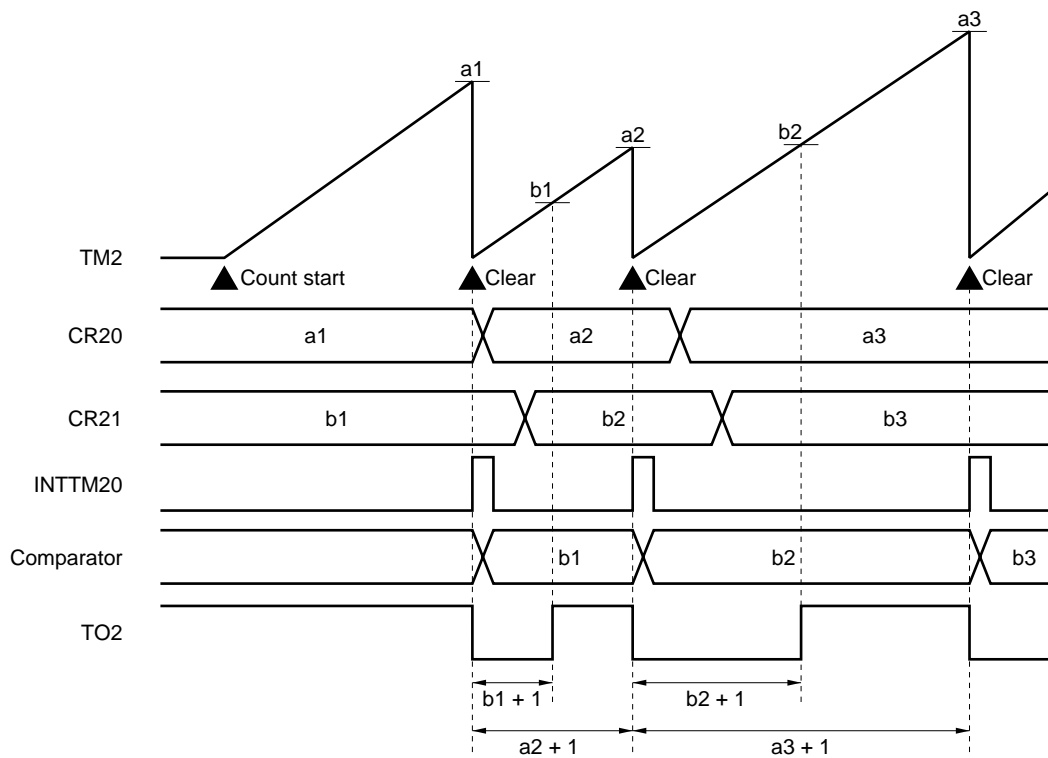 a3
a1
a2
b2
b1
TM2
Count start
Clear
Clear
Clear
CR20
a1
a2
a3
CR21
b1
b2
b3
INTTM20
Comparator
b1
b2
b3
TO2
b1 + 1
b2 + 1
a2 + 1
a3 + 1